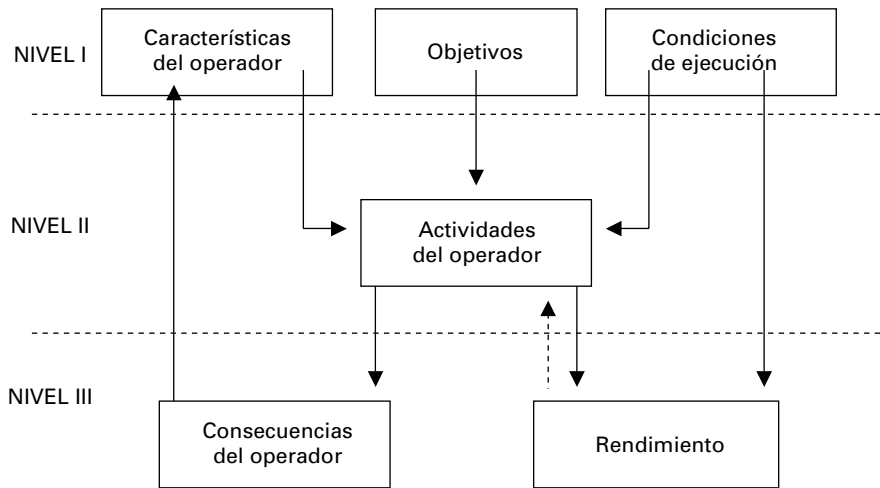 NIVEL I
Características
del operador
Objetivos
Condiciones
de ejecución
NIVEL II
Actividades
del operador
NIVEL III
Consecuencias
del operador
Rendimiento